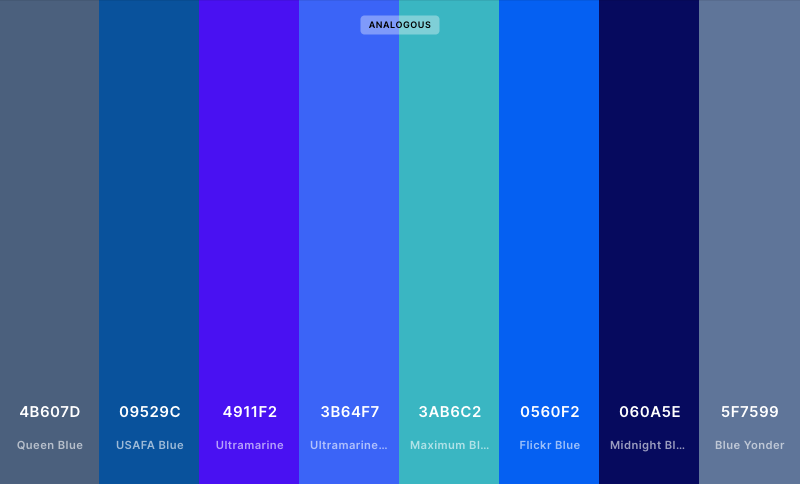 ANALOGOUS
4B607D 09529C 4911F2 3B64F7 3AB6C2 0560F2 060A5E 5F7599
Queen Blue USAFA Blue Ultramarine Ultramarine... Maximum Bl... Flickr Blue Midnight Bl... Blue Yonder